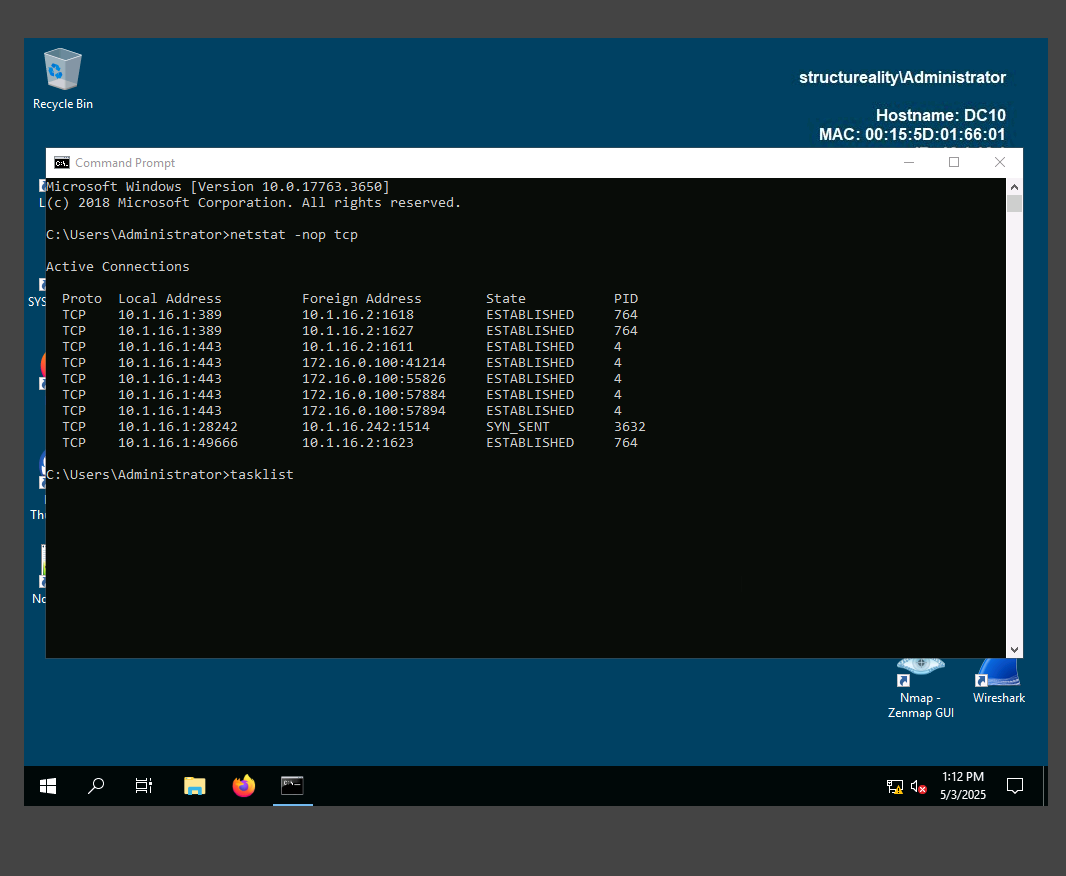 Recycle Bin
structureality\Administrator
Hostname: DC10
MAC: 00:15:5D:01:66:01
Command Prompt
Microsoft Windows [Version 10.0.17763.3650]
(c) 2018 Microsoft Corporation. All rights reserved.
C:\Users\Administrator>netstat -nop tcp
Active Connections
Proto Local Address Foreign Address State PID
TCP 10.1.16.1:389 10.1.16.2:1618 ESTABLISHED 764
TCP 10.1.16.1:389 10.1.16.2:1627 ESTABLISHED 764
TCP 10.1.16.1:443 10.1.16.2:1611 ESTABLISHED 4
TCP 10.1.16.1:443 172.16.0.100:41214 ESTABLISHED 4
TCP 10.1.16.1:443 172.16.0.100:55826 ESTABLISHED 4
TCP 10.1.16.1:443 172.16.0.100:57884 ESTABLISHED 4
TCP 10.1.16.1:443 172.16.0.100:57894 ESTABLISHED 4
TCP 10.1.16.1:28242 10.1.16.242:1514 SYN_SENT 3632
TCP 10.1.16.1:49666 10.1.16.2:1623 ESTABLISHED 764
C:\Users\Administrator>tasklist
Nmap -
Zenmap GUI
Wireshark
1:12 PM
5/3/2025